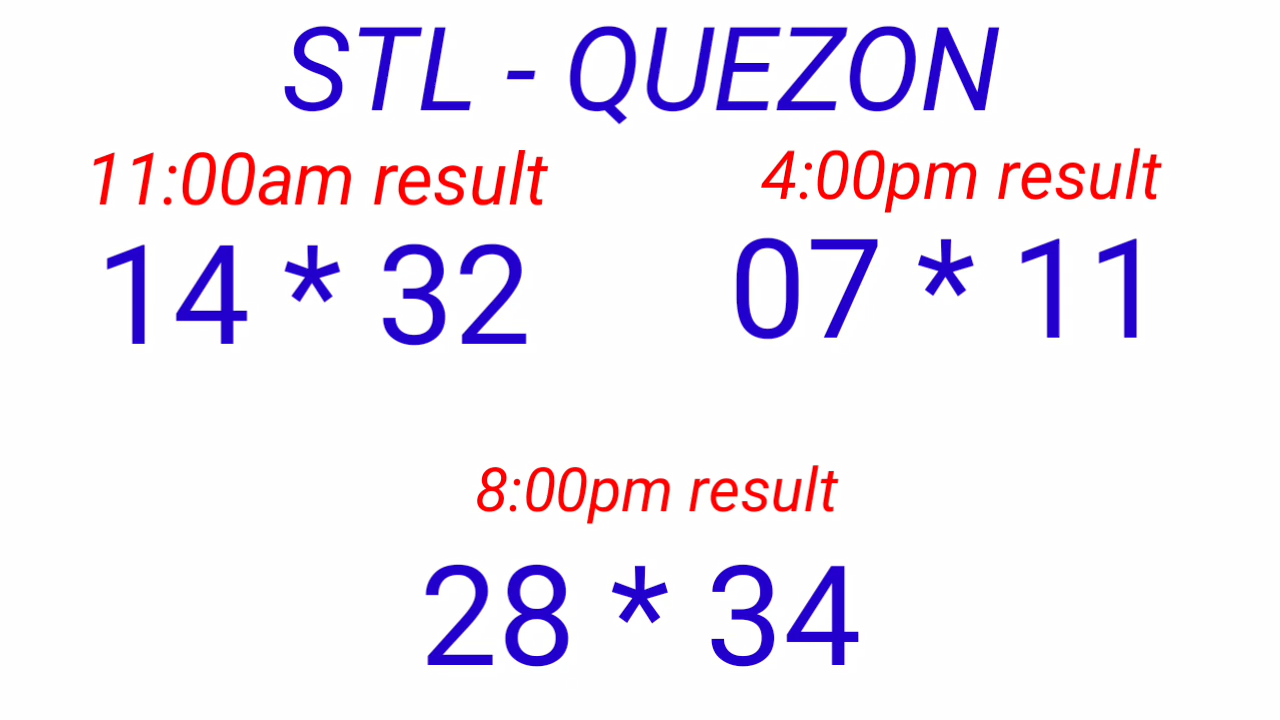 STL - QUEZON
11:00am result
14 * 32
4:00pm result
07 * 11
8:00pm result
28 * 34